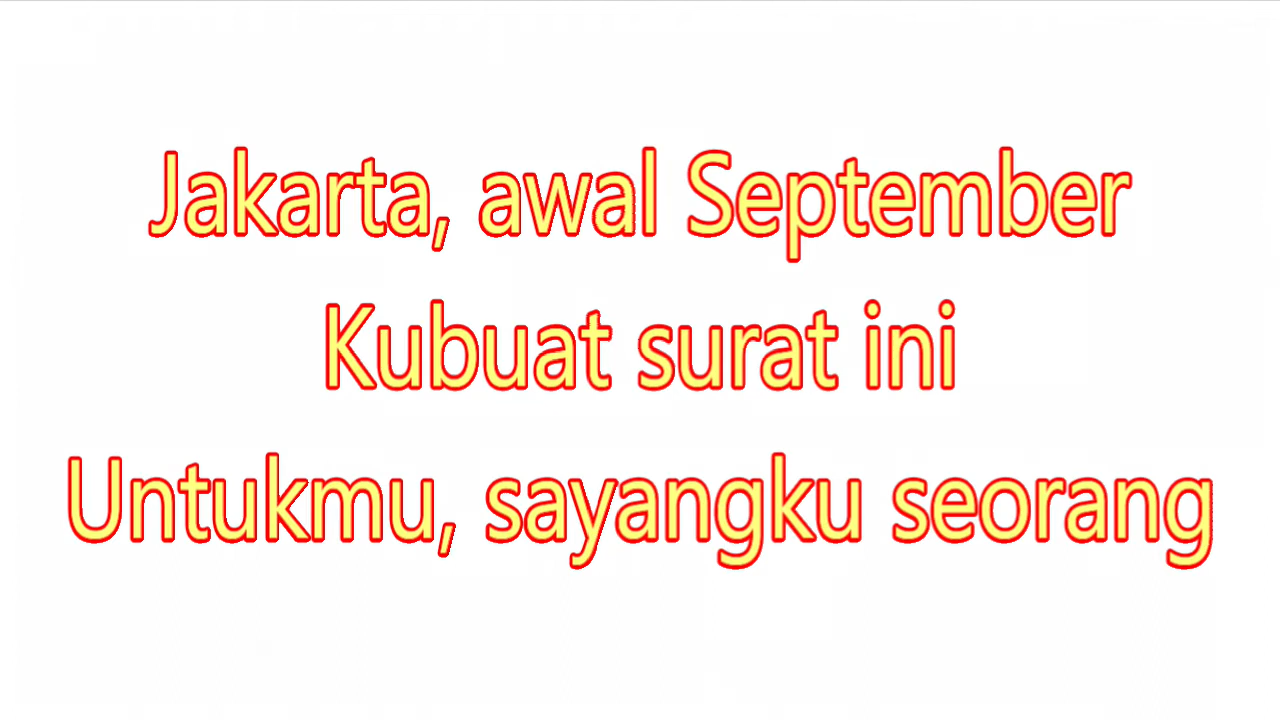 Jakarta, awal September
Kubuat surat ini
Untukmu, sayangku seorang